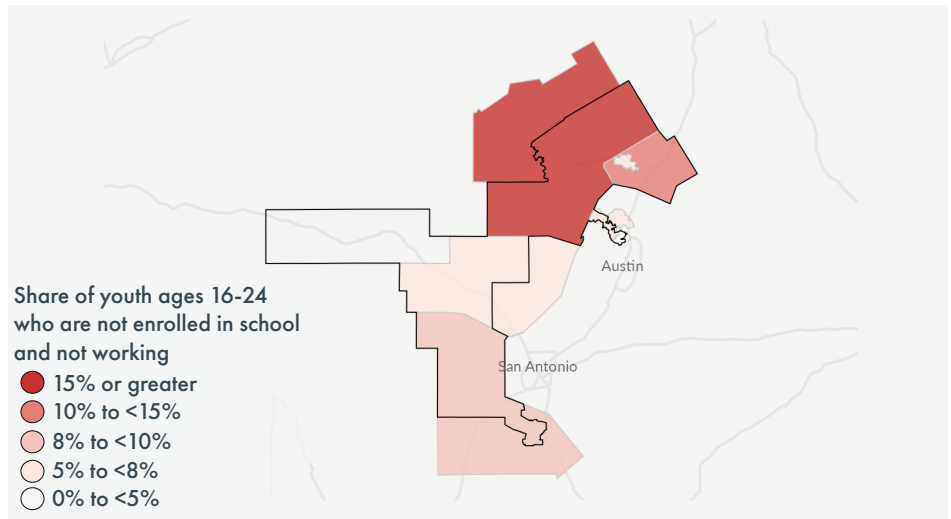 Austin
Share of youth ages 16-24
who are not enrolled in school
and not working
San Antonio
15% or greater
10% to <15%
8% to <10%
5% to <8%
0% to <5%